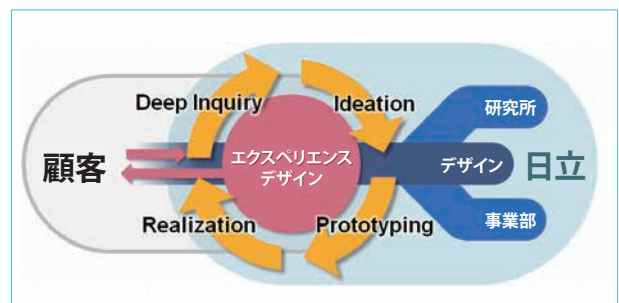 Deep Inquiry
Ideation
研究所
顧客
エクスペリエンス
デザイン
デザイン
日立
Realization
Prototyping
事業部